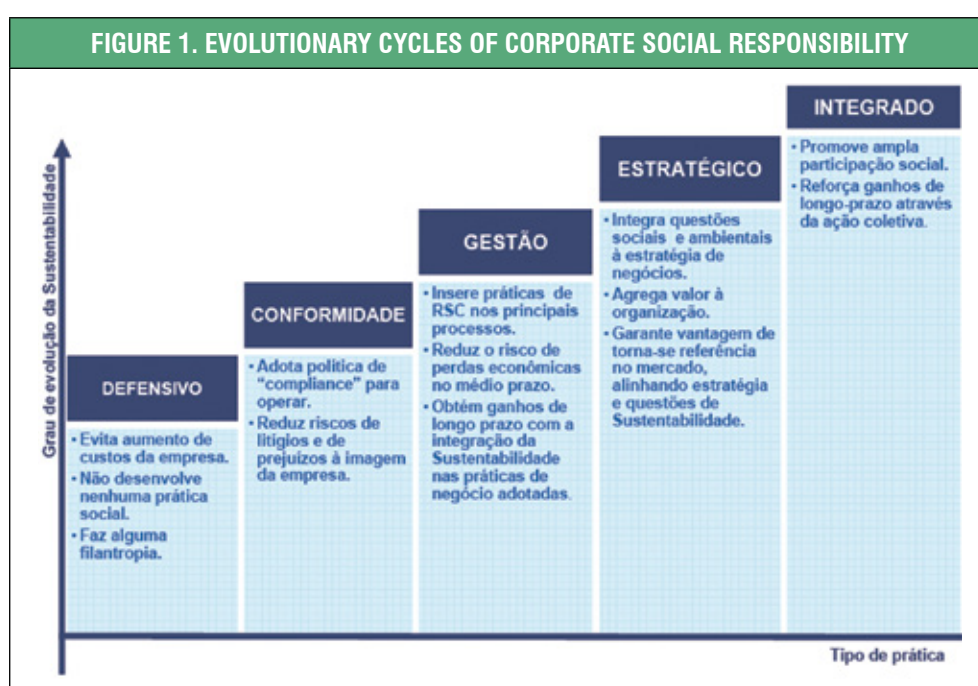 FIGURE 1. EVOLUTIONARY CYCLES OF CORPORATE SOCIAL RESPONSIBILITY
Grau de evolução da Sustentabilidade
DEFENSIVO
• Evita aumento de
custos da empresa.
• Não desenvolve
nenhuma prática
social.
• Faz alguma
filantropia.
CONFORMIDADE
• Adota política de
“compliance” para
operar.
• Reduz riscos de
litígios e de
prejuízos à imagem
da empresa.
GESTÃO
• Insere práticas de
RSC nos principais
processos.
• Reduz o risco de
perdas econômicas
no médio prazo.
• Obtém ganhos de
longo prazo com a
integração da
Sustentabilidade
nas práticas de
negócio adotadas.
ESTRATÉGICO
• Integra questões
sociais e ambientais
à estratégia de
negócios.
• Agrega valor à
organização.
• Garante vantagem de
torna-se referência
no mercado,
alinhando estratégia
e questões de
Sustentabilidade.
INTEGRADO
• Promove ampla
participação social.
• Reforça ganhos de
longo-prazo através
da ação coletiva.
Tipo de prática